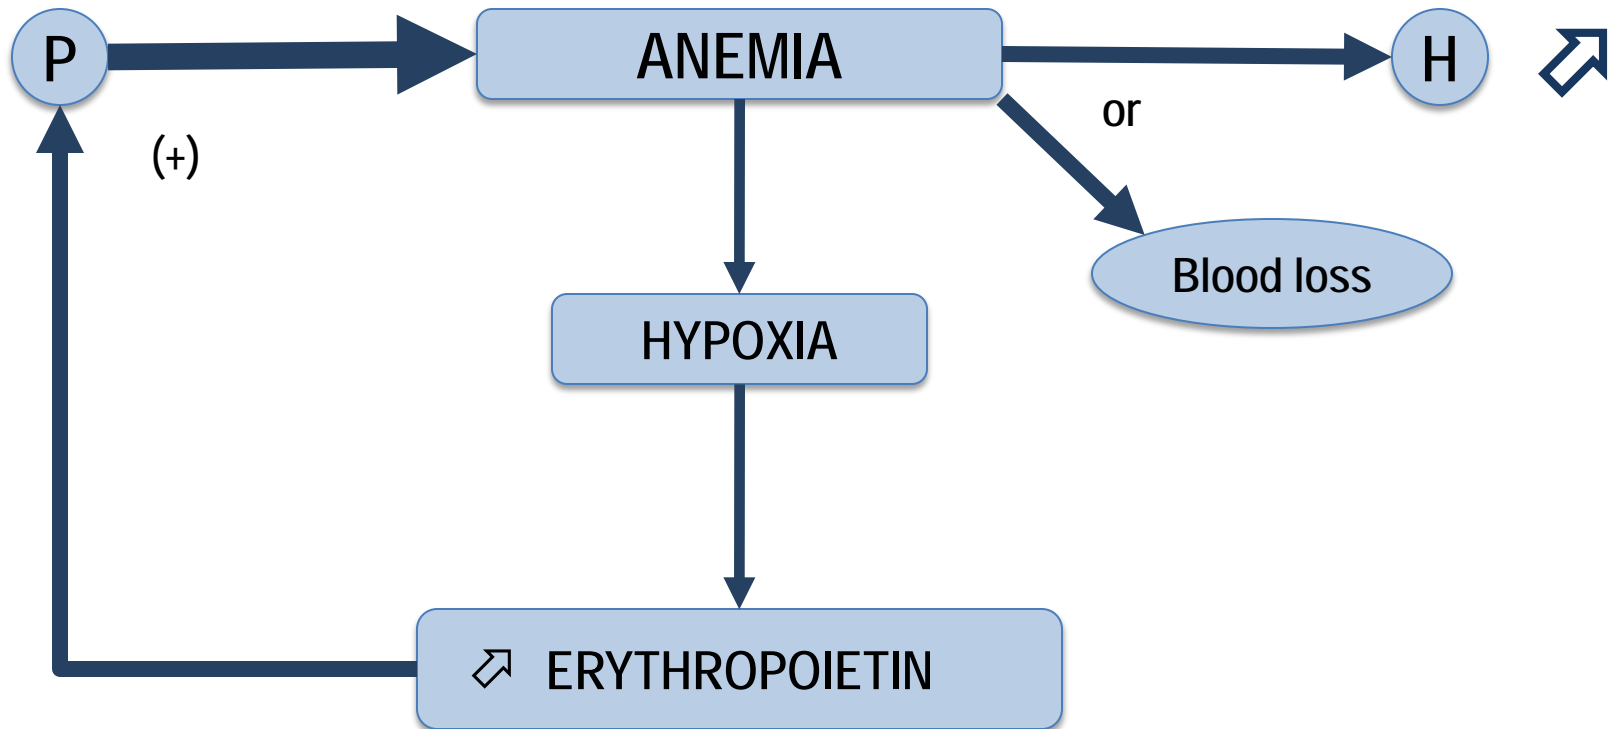 P
ANEMIA
H
or
(+)
Blood loss
HYPOXIA
ERYTHROPOIETIN